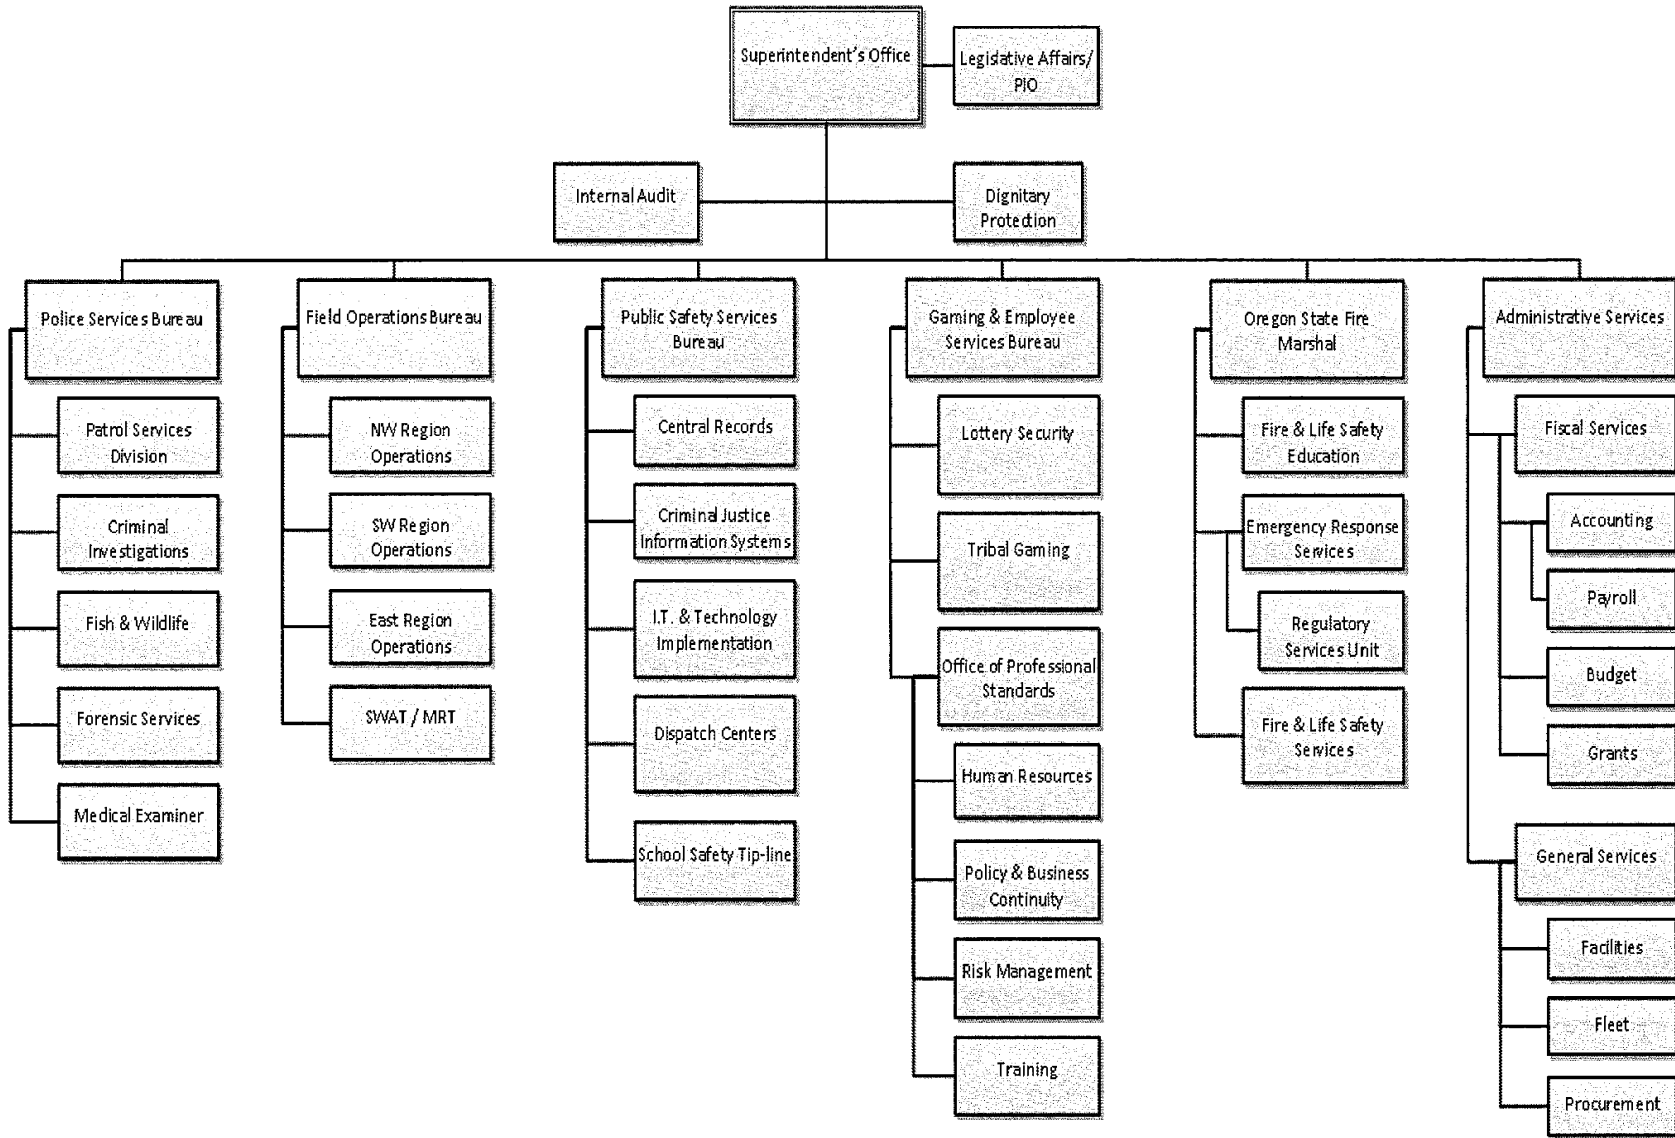 Superintendent's Office
Legislative Affairs/
PIO
Internal Audit
Dignitary
Protection
Police Services Bureau
Patrol Services
Division
Criminal
Investigations
Fish & Wildlife
Forensic Services
Medical Examiner
Field Operations Bureau
NW Region
Operations
SW Region
Operations
East Region
Operations
SWAT / MRT
Public Safety Services
Bureau
Central Records
Criminal Justice
Information Systems
I.T. & Technology
Implementation
Dispatch Centers
School Safety Tip-line
Gaming & Employee
Services Bureau
Lottery Security
Tribal Gaming
Office of Professional
Standards
Human Resources
Policy & Business
Continuity
Risk Management
Training
Oregon State Fire
Marshal
Fire & Life Safety
Education
Emergency Response
Services
Regulatory
Services Unit
Fire & Life Safety
Services
Administrative Services
Fiscal Services
Accounting
Payroll
Budget
Grants
General Services
Facilities
Fleet
Procurement